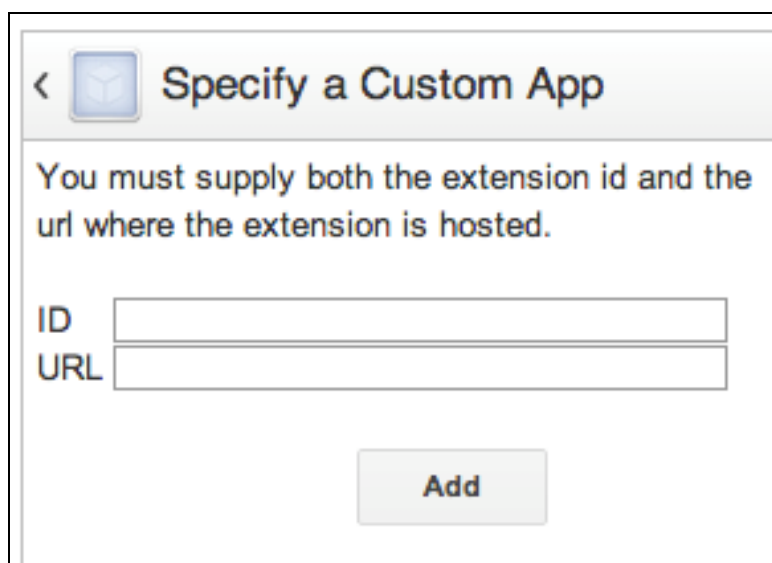 Specify a Custom App
You must supply both the extension id and the
url where the extension is hosted.
ID
URL
Add